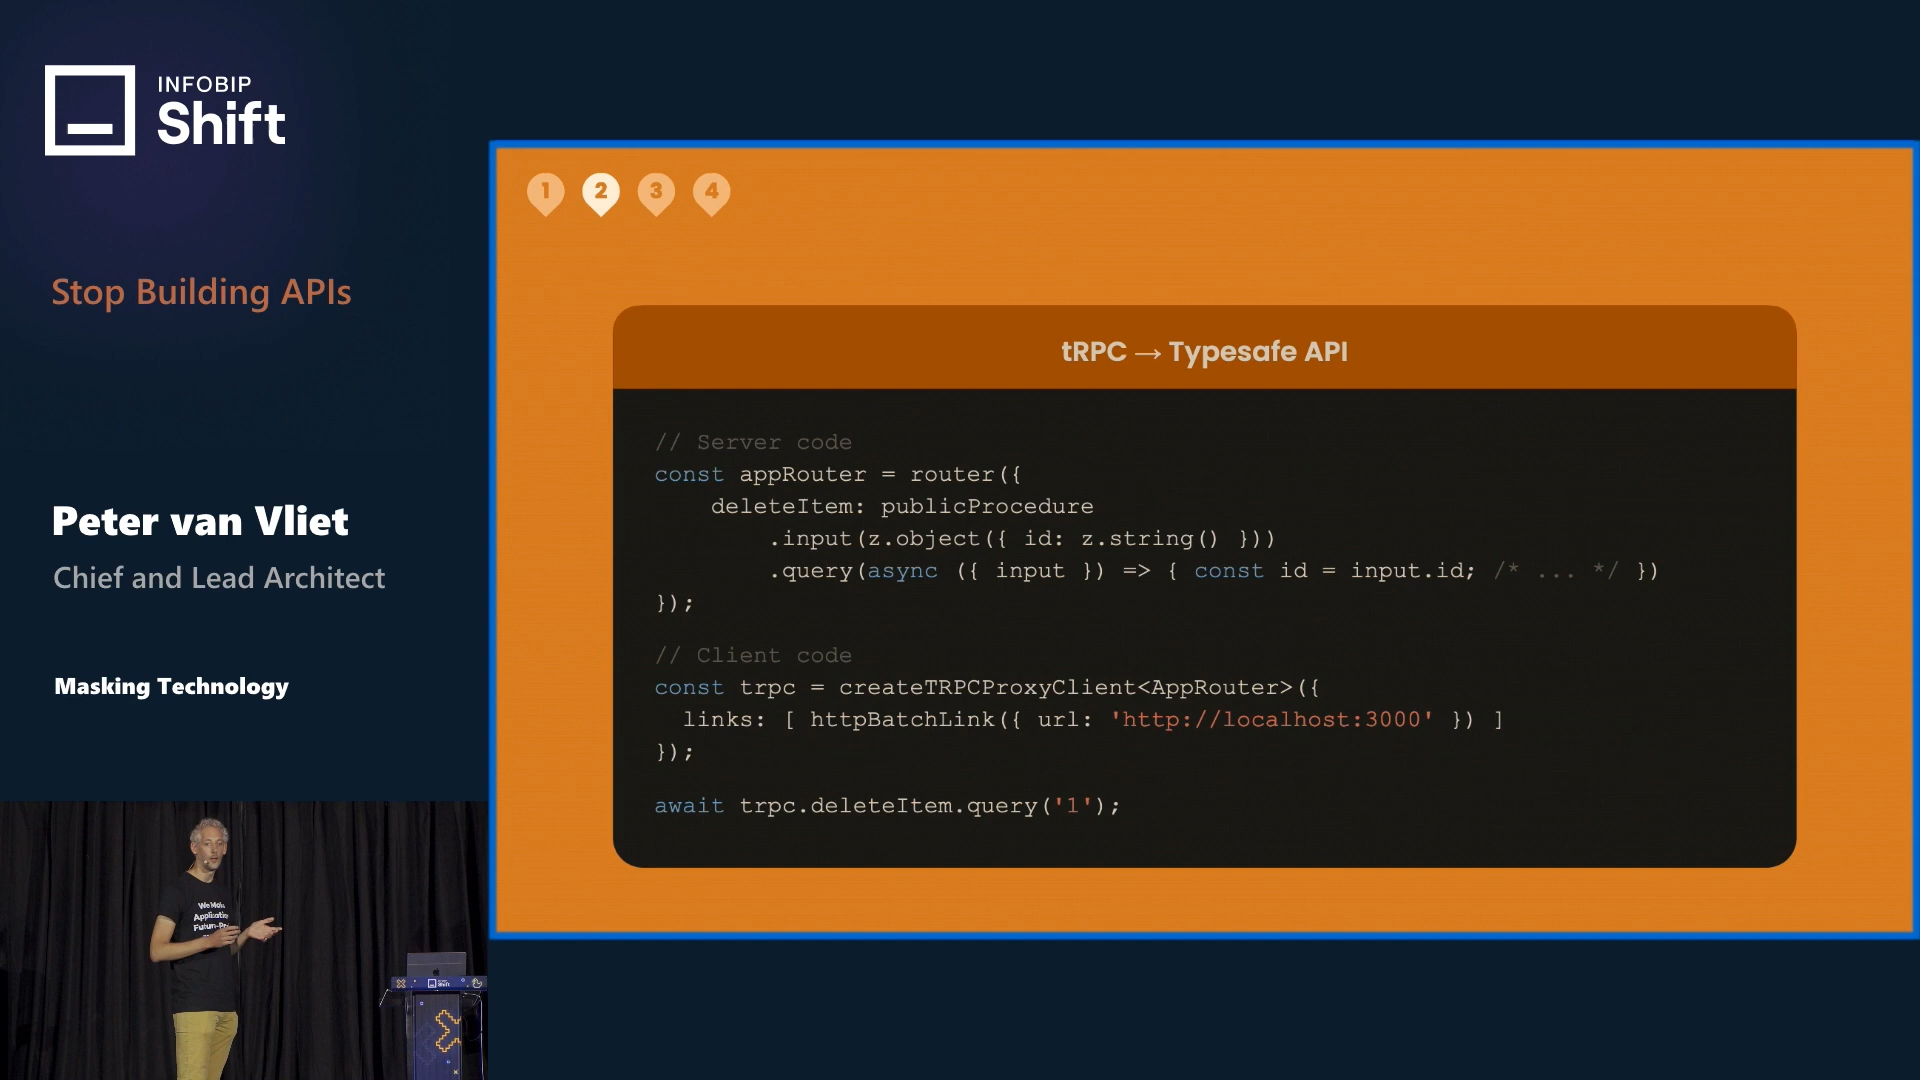 INFOBIP
Shift
Stop Building APIs
Peter van Vliet
Chief and Lead Architect
Masking Technology
1 2 3 4
tRPC → Typesafe API
// Server code
const appRouter = router({
    deleteItem: publicProcedure
        .input(z.object({ id: z.string() }))
        .query(async ({ input }) => { const id = input.id; /* ... */ })
});
// Client code
const trpc = createTRPCProxyClient<AppRouter>({
  links: [ httpBatchLink({ url: 'http://localhost:3000' }) ]
});
await trpc.deleteItem.query('1');
We